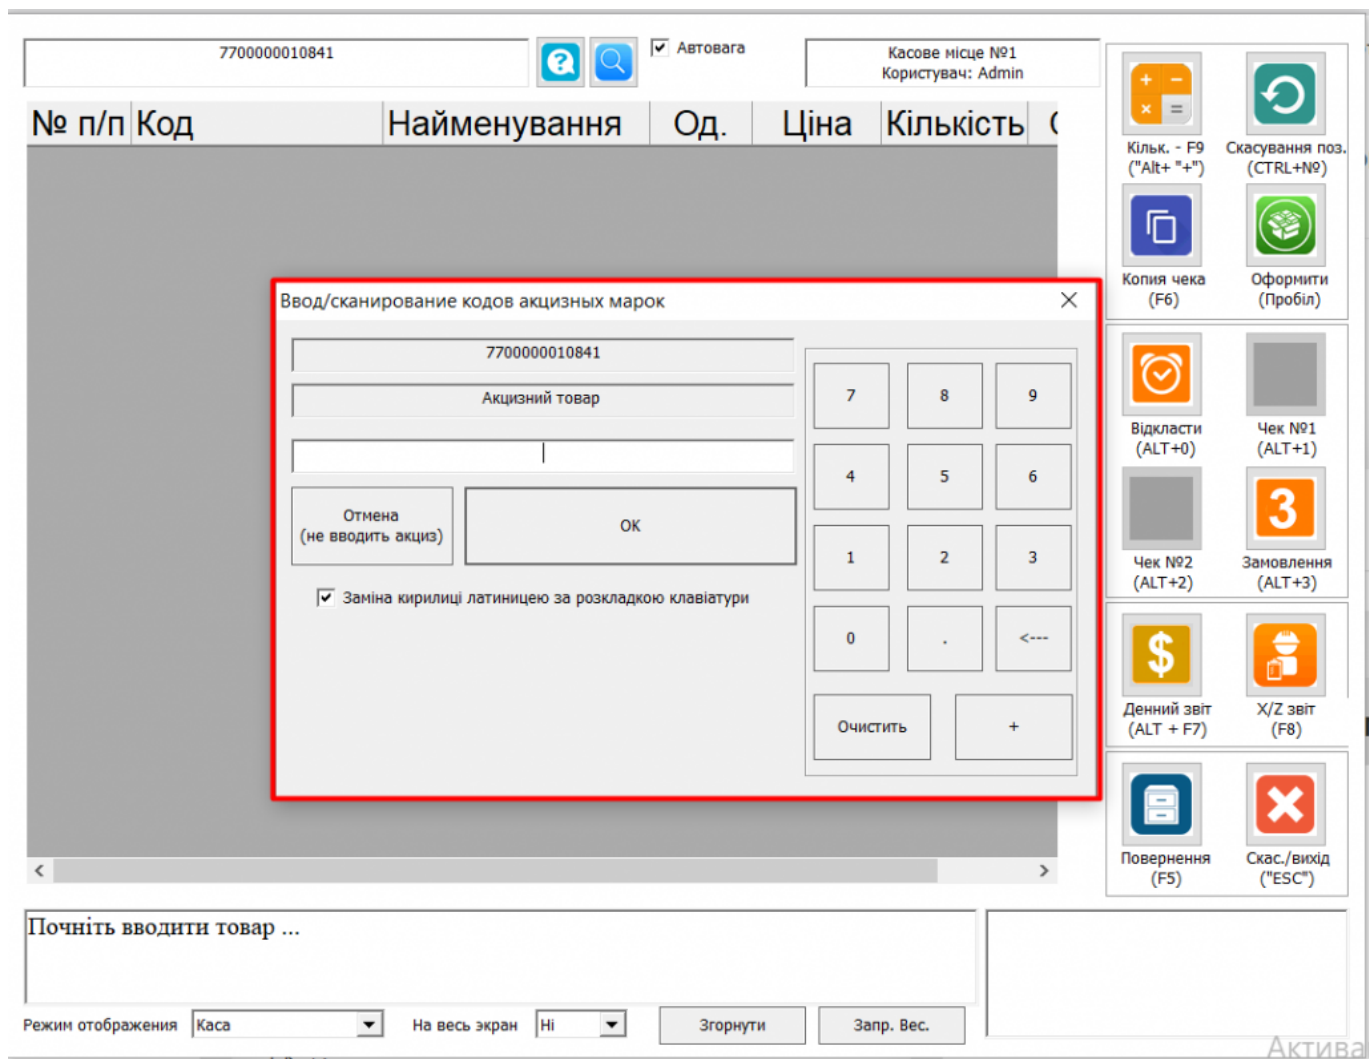 7700000010841
Автовага
Касове місце №1
Користувач: Admin
№ п/п Код Найменування Од. Ціна Кількість
Кільк. - F9
("Alt+ "+")
Скасування поз.
(CTRL+№)
Копия чека
(F6)
Оформити
(Пробіл)
Ввод/сканирование кодов акцизных марок
7700000010841
Акцизний товар
Отмена
(не вводить акциз)
ОК
Заміна кирилиці латиницею за розкладкою клавіатури
7 8 9
4 5 6
1 2 3
0 . <---
Очистить +
Відкласти
(ALT+0)
Чек №1
(ALT+1)
Чек №2
(ALT+2)
3
Замовлення
(ALT+3)
$
Денний звіт
(ALT + F7)
X/Z звіт
(F8)
Повернення
(F5)
Скас./вихід
("ESC")
Почніть вводити товар ...
Режим отображения Каса На весь экран Ні Згорнути Запр. Вес.
Актива